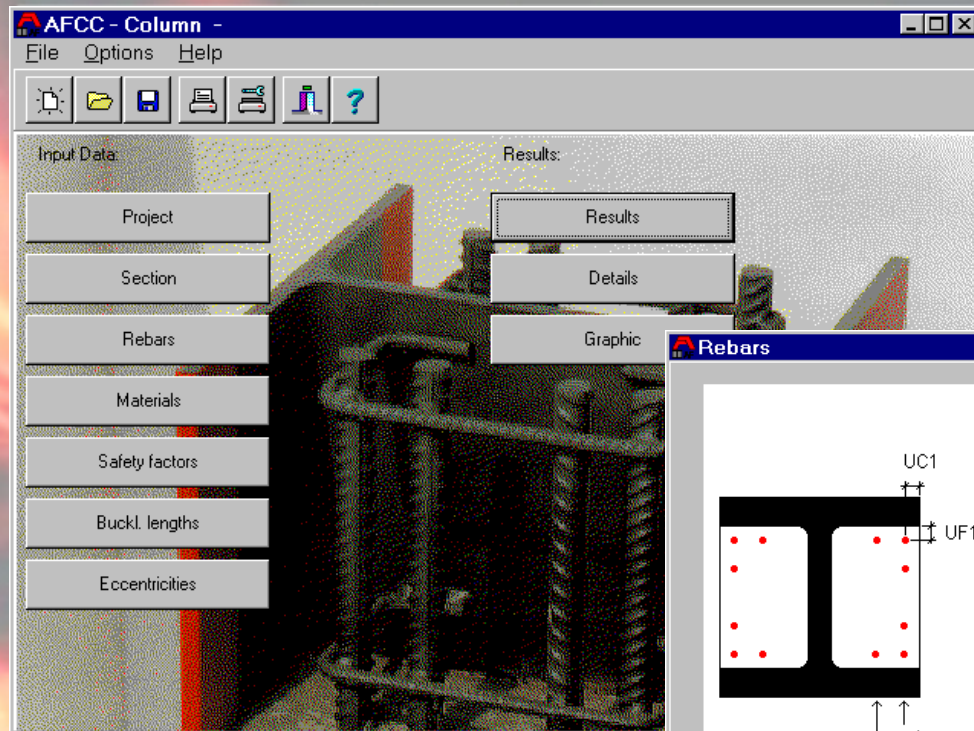 AFCC - Column -
File Options Help
Input Data:
Project
Section
Rebars
Materials
Safety factors
Buckl. lengths
Eccentricities
Results:
Results
Details
Graphic
Rebars
UC1
UF1